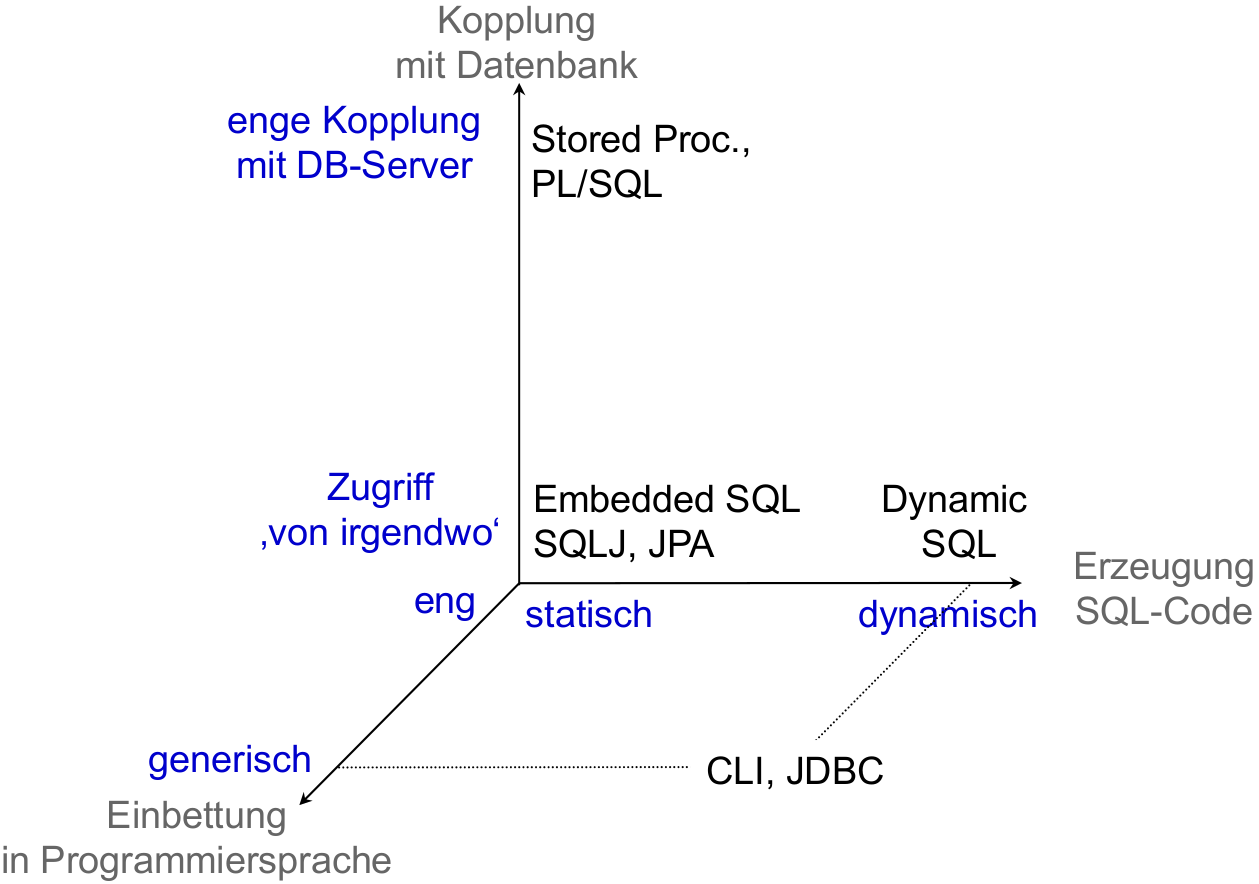 Kopplung
mit Datenbank
enge Kopplung
mit DB-Server
Stored Proc.,
PL/SQL
Zugriff
‚von irgendwo‘
Embedded SQL
SQLJ, JPA
Dynamic
SQL
Erzeugung
SQL-Code
eng
statisch
dynamisch
generisch
CLI, JDBC
Einbettung
in Programmiersprache